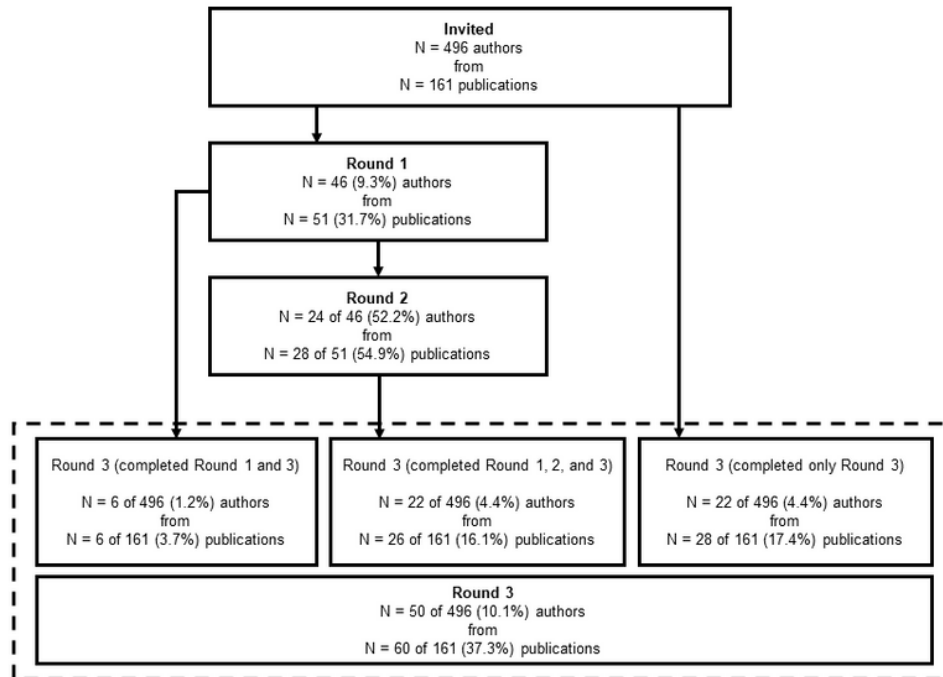 Invited
N = 496 authors
from
N = 161 publications
Round 1
N = 46 (9.3%) authors
from
N = 51 (31.7%) publications
Round 2
N = 24 of 46 (52.2%) authors
from
N = 28 of 51 (54.9%) publications
Round 3 (completed Round 1 and 3)
N = 6 of 496 (1.2%) authors
from
N = 6 of 161 (3.7%) publications
Round 3 (completed Round 1, 2, and 3)
N = 22 of 496 (4.4%) authors
from
N = 26 of 161 (16.1%) publications
Round 3 (completed only Round 3)
N = 22 of 496 (4.4%) authors
from
N = 28 of 161 (17.4%) publications
Round 3
N = 50 of 496 (10.1%) authors
from
N = 60 of 161 (37.3%) publications